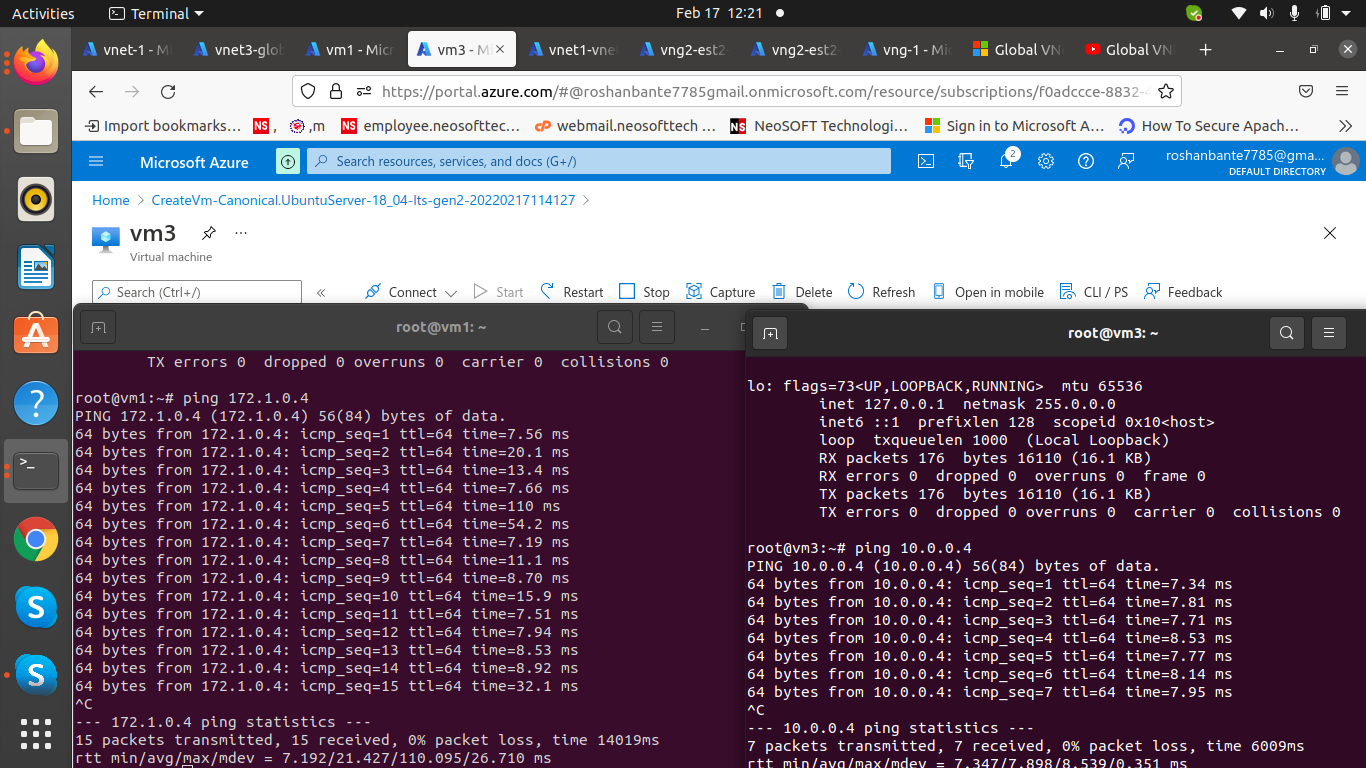 Activities
Terminal
Feb 17 12:21
vnet-1 - Mi
vnet3-glob
vm1 - Micr
vm3 - Mi
vnet1-vnet
vng2-est2
vng2-est2-
vng-1 - Mic
Global VN
Global VN
https://portal.azure.com/#@roshanbante7785gmail.onmicrosoft.com/resource/subscriptions/f0adccce-8832-4
Import bookmarks...
,
,m
employee.neosofttec...
webmail.neosofttech ...
NeoSOFT Technologi...
Sign in to Microsoft A...
How To Secure Apach...
Microsoft Azure
Search resources, services, and docs (G+/)
2
roshanbante7785@gma...
DEFAULT DIRECTORY
Home > CreateVm-Canonical.UbuntuServer-18_04-lts-gen2-20220217114127 >
vm3
...
Virtual machine
Search (Ctrl+/)
«
Connect
Start
Restart
Stop
Capture
Delete
Refresh
Open in mobile
CLI / PS
Feedback
root@vm1: ~
TX errors 0  dropped 0 overruns 0  carrier 0  collisions 0
root@vm1:~# ping 172.1.0.4
PING 172.1.0.4 (172.1.0.4) 56(84) bytes of data.
64 bytes from 172.1.0.4: icmp_seq=1 ttl=64 time=7.56 ms
64 bytes from 172.1.0.4: icmp_seq=2 ttl=64 time=20.1 ms
64 bytes from 172.1.0.4: icmp_seq=3 ttl=64 time=13.4 ms
64 bytes from 172.1.0.4: icmp_seq=4 ttl=64 time=7.66 ms
64 bytes from 172.1.0.4: icmp_seq=5 ttl=64 time=110 ms
64 bytes from 172.1.0.4: icmp_seq=6 ttl=64 time=54.2 ms
64 bytes from 172.1.0.4: icmp_seq=7 ttl=64 time=7.19 ms
64 bytes from 172.1.0.4: icmp_seq=8 ttl=64 time=11.1 ms
64 bytes from 172.1.0.4: icmp_seq=9 ttl=64 time=8.70 ms
64 bytes from 172.1.0.4: icmp_seq=10 ttl=64 time=15.9 ms
64 bytes from 172.1.0.4: icmp_seq=11 ttl=64 time=7.51 ms
64 bytes from 172.1.0.4: icmp_seq=12 ttl=64 time=7.94 ms
64 bytes from 172.1.0.4: icmp_seq=13 ttl=64 time=8.53 ms
64 bytes from 172.1.0.4: icmp_seq=14 ttl=64 time=8.92 ms
64 bytes from 172.1.0.4: icmp_seq=15 ttl=64 time=32.1 ms
^C
--- 172.1.0.4 ping statistics ---
15 packets transmitted, 15 received, 0% packet loss, time 14019ms
rtt min/avg/max/mdev = 7.192/21.427/110.095/26.710 ms
root@vm3: ~
lo: flags=73<UP,LOOPBACK,RUNNING>  mtu 65536
inet 127.0.0.1  netmask 255.0.0.0
inet6 ::1  prefixlen 128  scopeid 0x10<host>
loop  txqueuelen 1000  (Local Loopback)
RX packets 176  bytes 16110 (16.1 KB)
RX errors 0  dropped 0  overruns 0  frame 0
TX packets 176  bytes 16110 (16.1 KB)
TX errors 0  dropped 0 overruns 0  carrier 0  collisions 0
root@vm3:~# ping 10.0.0.4
PING 10.0.0.4 (10.0.0.4) 56(84) bytes of data.
64 bytes from 10.0.0.4: icmp_seq=1 ttl=64 time=7.34 ms
64 bytes from 10.0.0.4: icmp_seq=2 ttl=64 time=7.81 ms
64 bytes from 10.0.0.4: icmp_seq=3 ttl=64 time=7.71 ms
64 bytes from 10.0.0.4: icmp_seq=4 ttl=64 time=8.53 ms
64 bytes from 10.0.0.4: icmp_seq=5 ttl=64 time=7.77 ms
64 bytes from 10.0.0.4: icmp_seq=6 ttl=64 time=8.14 ms
64 bytes from 10.0.0.4: icmp_seq=7 ttl=64 time=7.95 ms
^C
--- 10.0.0.4 ping statistics ---
7 packets transmitted, 7 received, 0% packet loss, time 6009ms
rtt min/avg/max/mdev = 7.347/7.898/8.539/0.351 ms